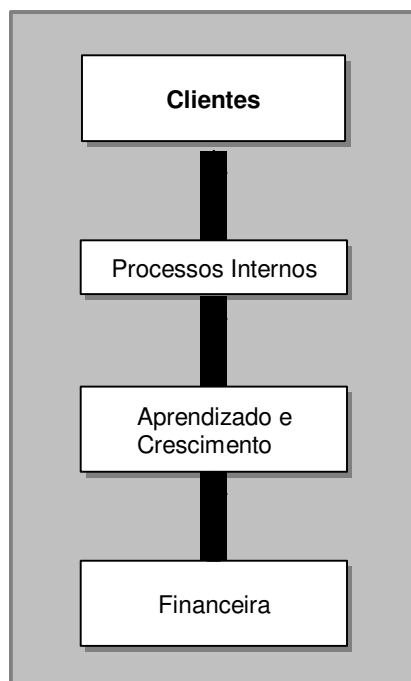 Clientes
Processos Internos
Aprendizado e
Crescimento
Financeira